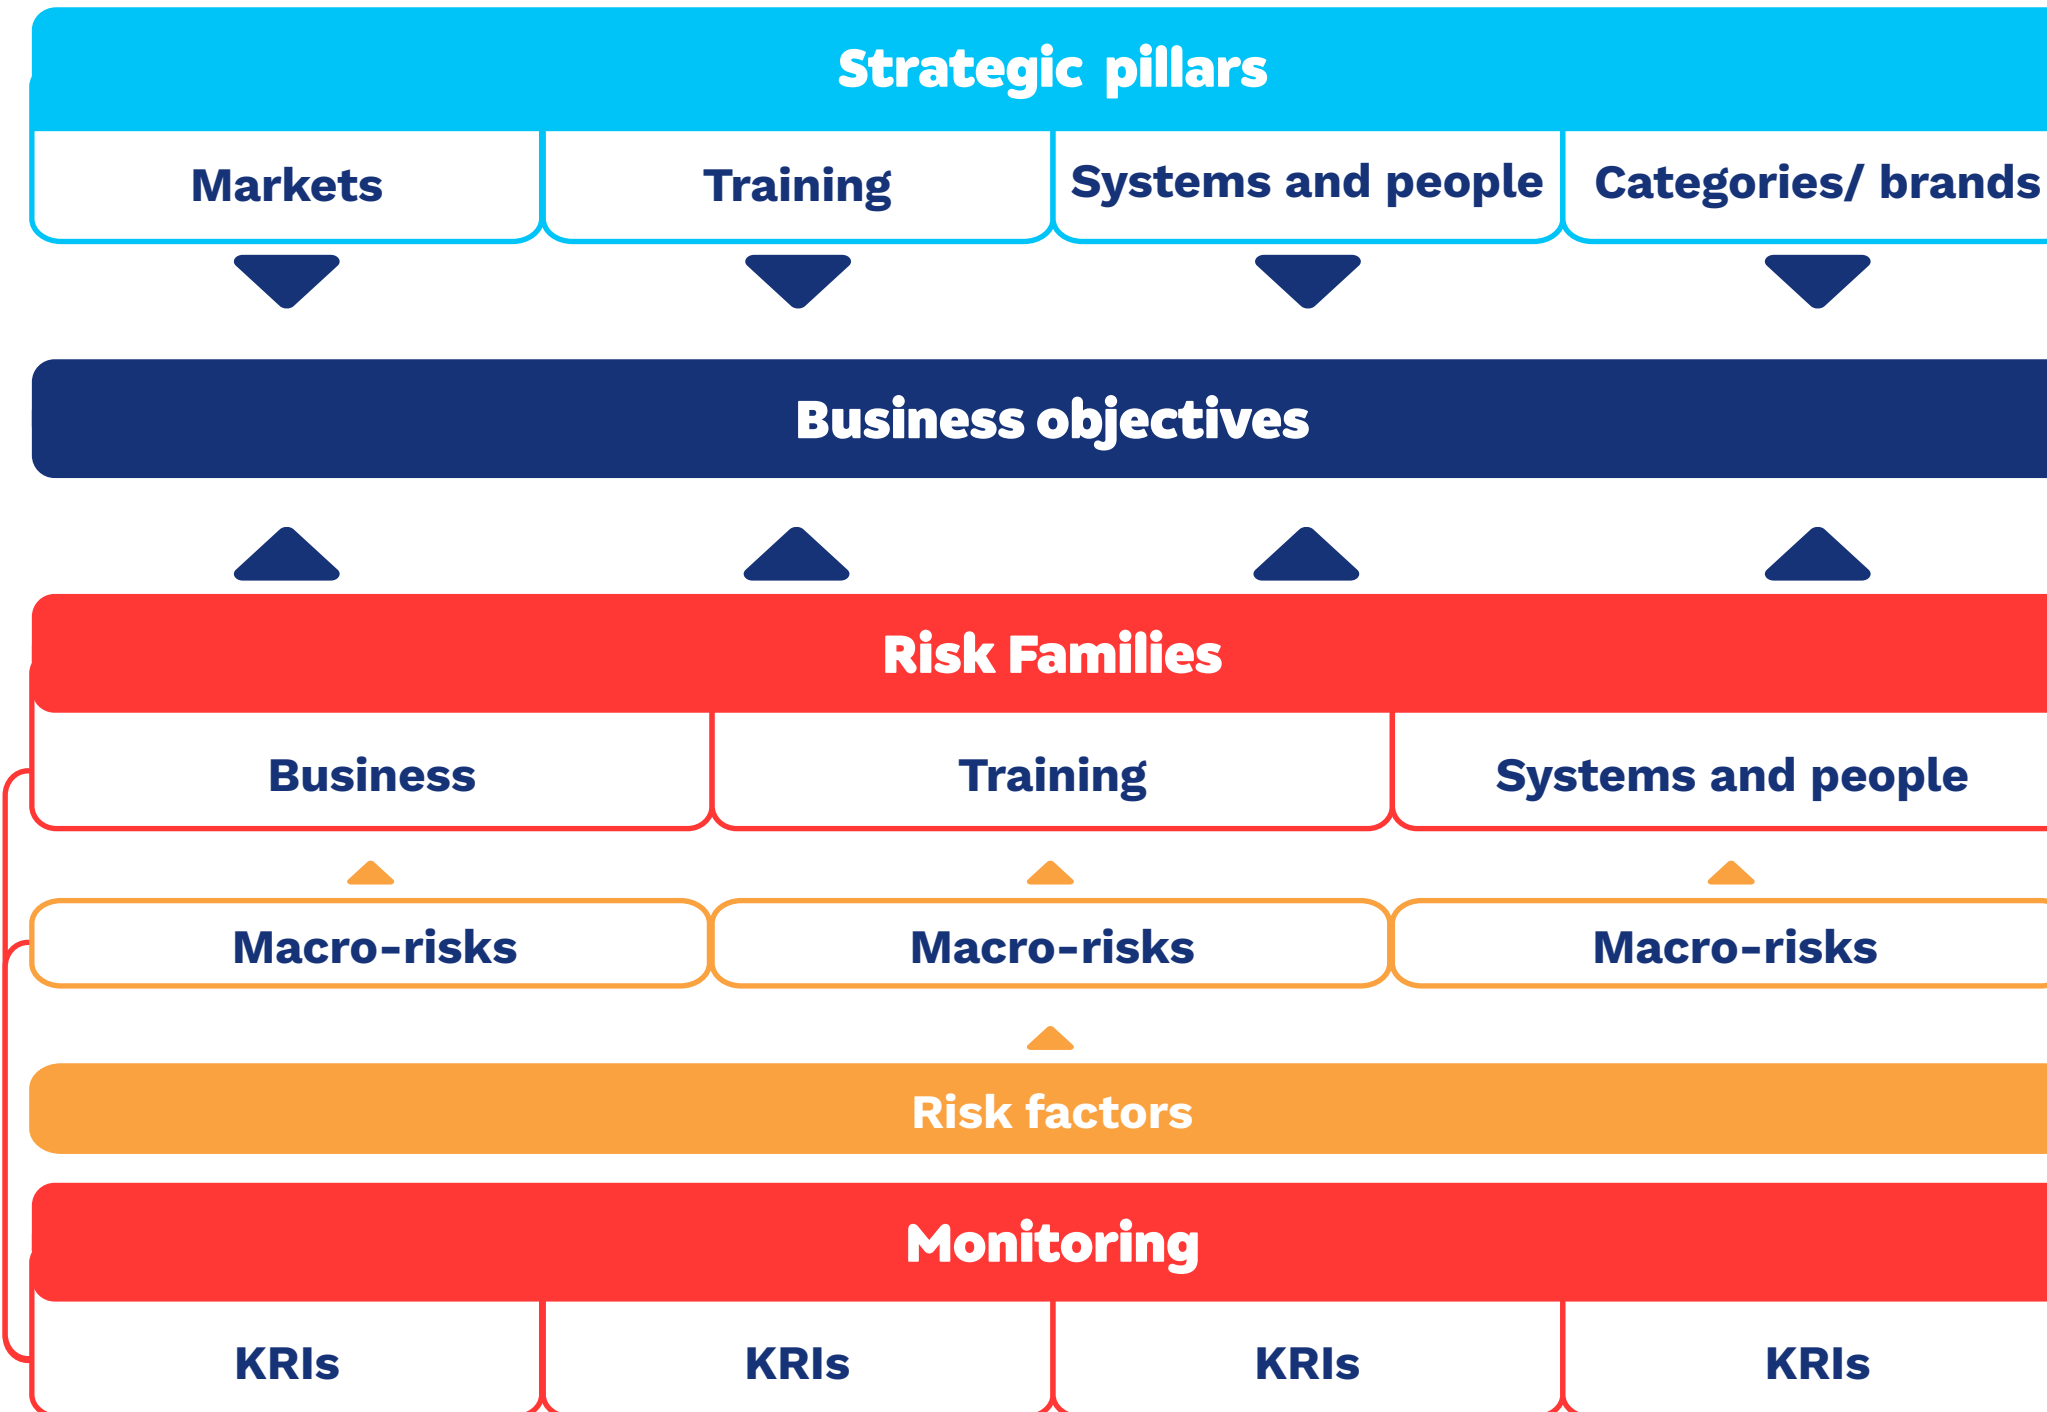 Strategic pillars
Markets
Training
Systems and people
Categories/ brands
Business objectives
Risk Families
Business
Training
Systems and people
Macro-risks
Macro-risks
Macro-risks
Risk factors
Monitoring
KRIs
KRIs
KRIs
KRIs